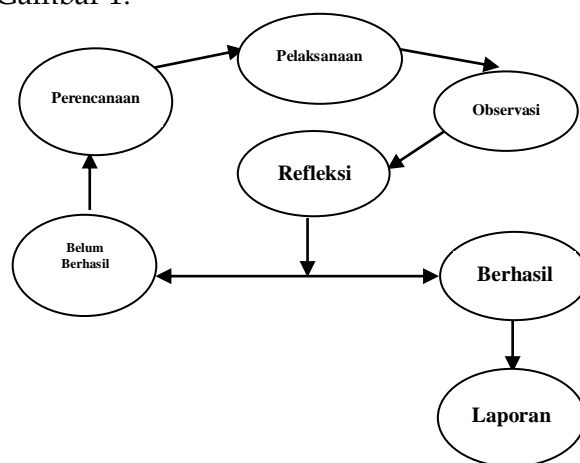 Gambar 1.
Pelaksanaan
Perencanaan
Observasi
Refleksi
Belum
Berhasil
Berhasil
Laporan